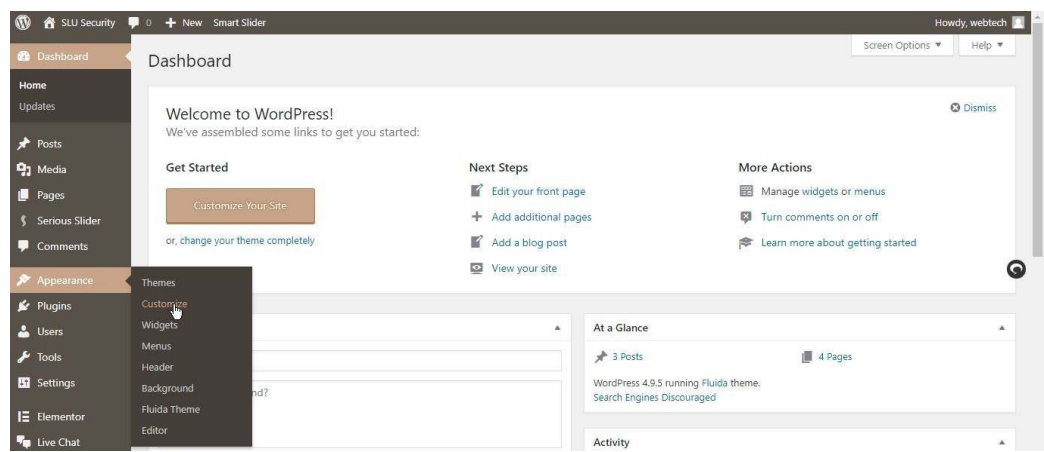 SLU Security 0 + New Smart Slider Howdy, webtech
Dashboard
Home
Updates
Posts
Media
Pages
Serious Slider
Comments
Appearance
Plugins
Users
Tools
Settings
Elementor
Live Chat
Themes
Customize
Widgets
Menus
Header
Background
Fluida Theme
Editor
Dashboard
Screen Options ▼ Help ▼
Welcome to WordPress!
We've assembled some links to get you started:
Dismiss
Get Started
Customize Your Site
or, change your theme completely
Next Steps
Edit your front page
Add additional pages
Add a blog post
View your site
More Actions
Manage widgets or menus
Turn comments on or off
Learn more about getting started
nd?
At a Glance
3 Posts 4 Pages
WordPress 4.9.5 running Fluida theme.
Search Engines Discouraged
Activity